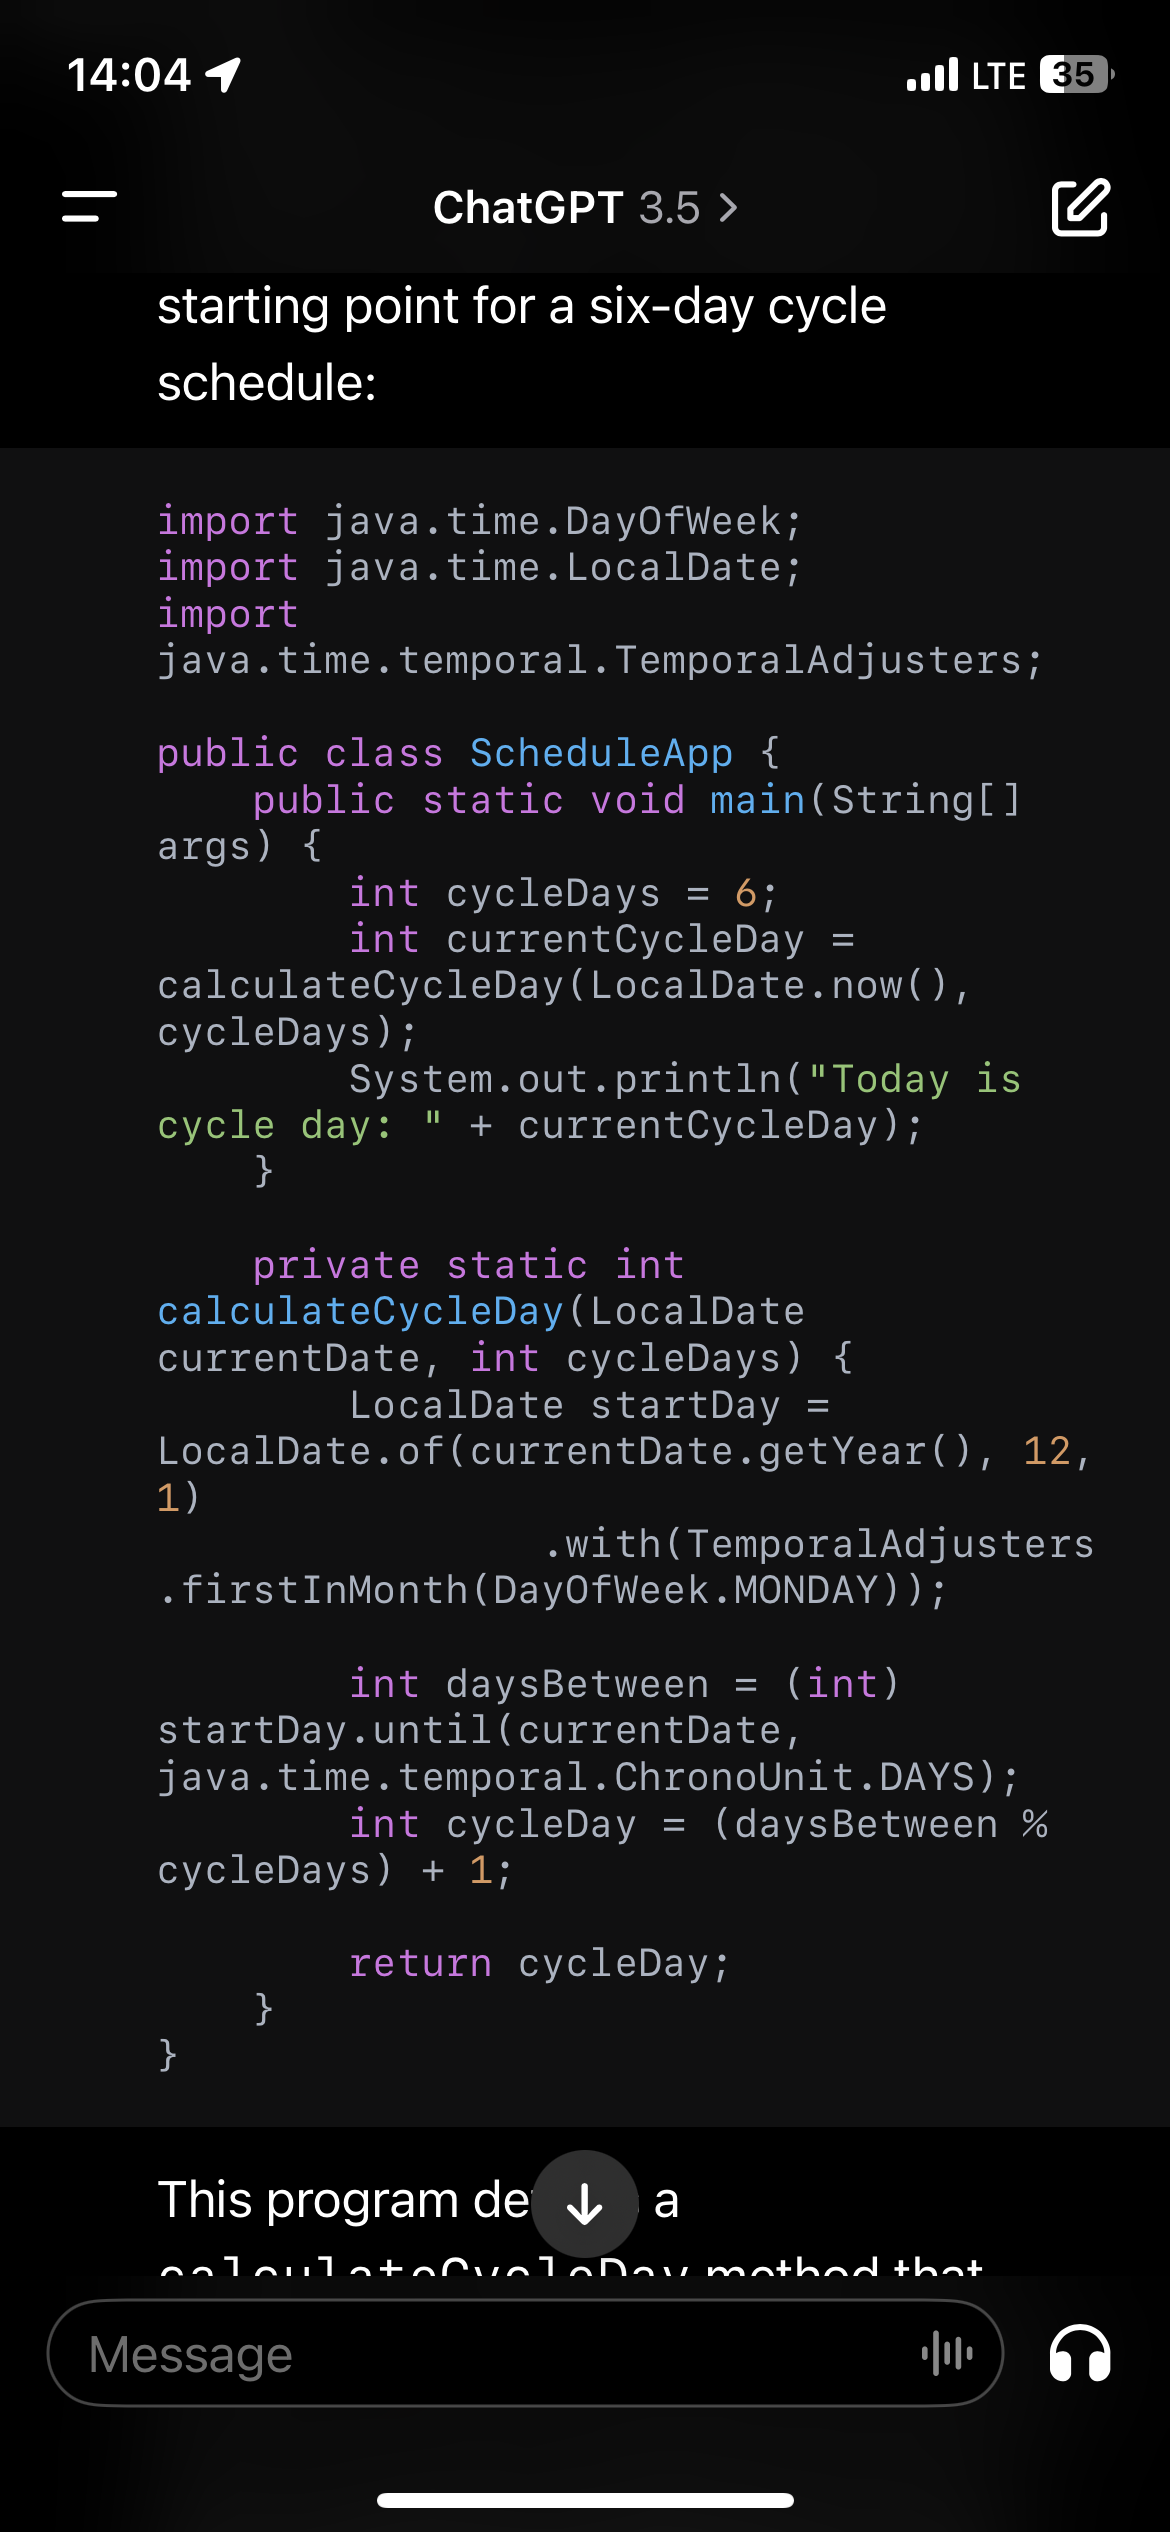 14:04
LTE 35
ChatGPT 3.5 >
starting point for a six-day cycle
schedule:
import java.time.DayOfWeek;
import java.time.LocalDate;
import
java.time.temporal.TemporalAdjusters;
public class ScheduleApp {
    public static void main(String[]
args) {
        int cycleDays = 6;
        int currentCycleDay =
calculateCycleDay(LocalDate.now(),
cycleDays);
        System.out.println("Today is
cycle day: " + currentCycleDay);
    }
    private static int
calculateCycleDay(LocalDate
currentDate, int cycleDays) {
        LocalDate startDay =
LocalDate.of(currentDate.getYear(), 12,
1)
                .with(TemporalAdjusters
.firstInMonth(DayOfWeek.MONDAY));
        int daysBetween = (int)
startDay.until(currentDate,
java.time.temporal.ChronoUnit.DAYS);
        int cycleDay = (daysBetween %
cycleDays) + 1;
        return cycleDay;
    }
}
This program a
calculateCycleDay method that
Message